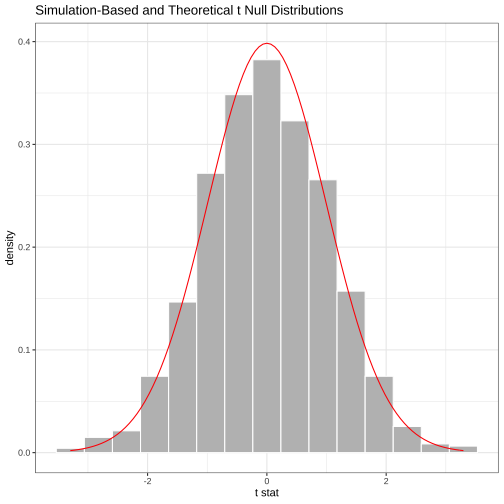 Simulation-Based and Theoretical t Null Distributions
0.4
0.3
0.2
0.1
0.0
density
-2
0
2
t stat